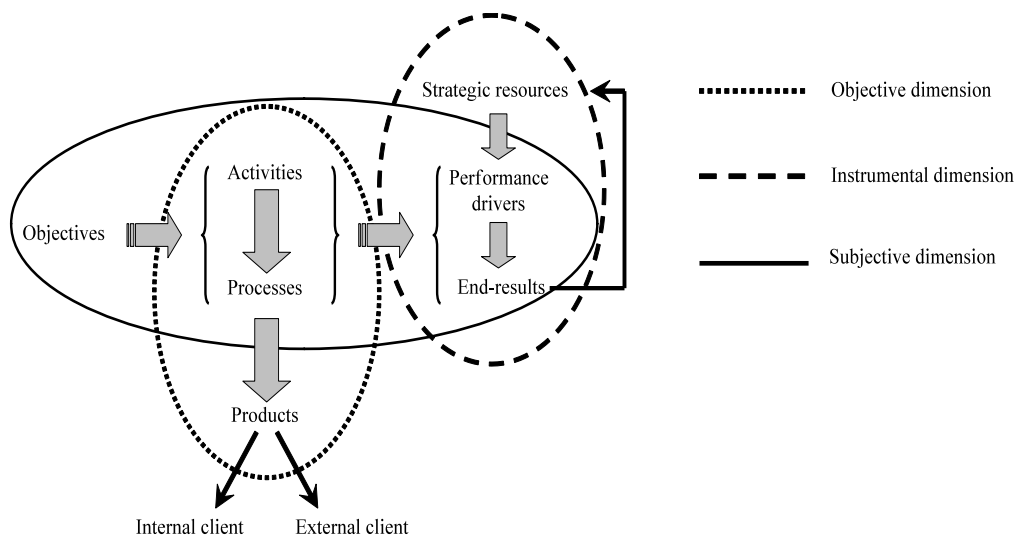 Strategic resources
Activities
Performance
drivers
Objectives
Processes
End-results
Products
Internal client
External client
Objective dimension
Instrumental dimension
Subjective dimension